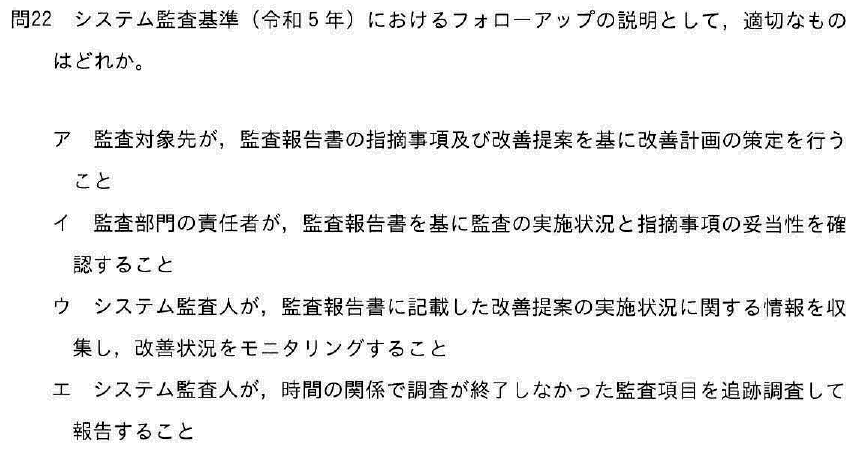 問22 システム監査基準（令和5年）におけるフォローアップの説明として，適切なもの
はどれか。
ア 監査対象先が，監査報告書の指摘事項及び改善提案を基に改善計画の策定を行う
こと
イ 監査部門の責任者が，監査報告書を基に監査の実施状況と指摘事項の妥当性を確
認すること
ウ システム監査人が，監査報告書に記載した改善提案の実施状況に関する情報を収
集し，改善状況をモニタリングすること
エ システム監査人が，時間の関係で調査が終了しなかった監査項目を追跡調査して
報告すること